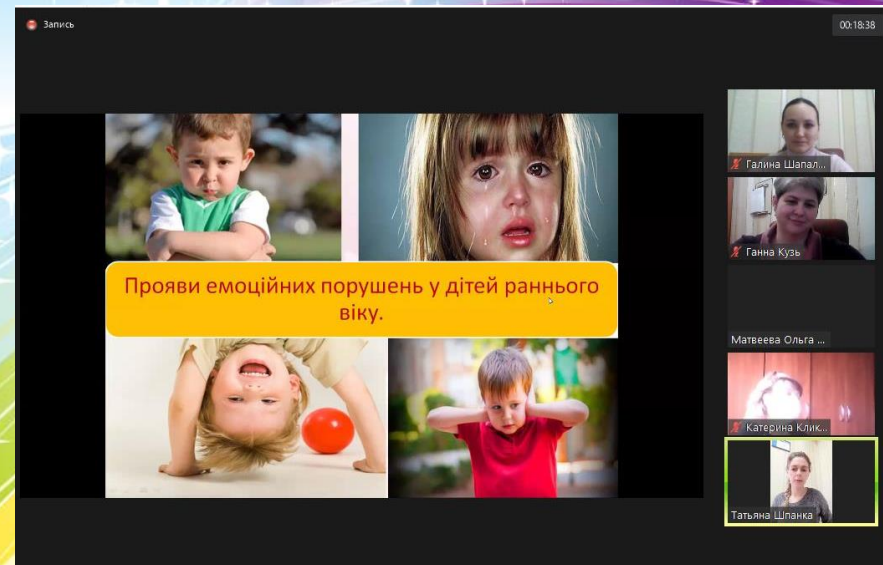 Запись
00:18:38
Прояви емоційних порушень у дітей раннього
віку.
Галина Шапал...
Ганна Кузь
Матвеева Ольга ...
Катерина Клик...
Татьяна Шпанка